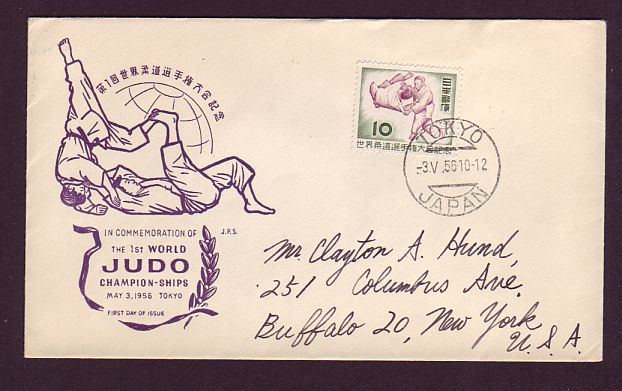 第1回世界柔道選手権大会記念
日本郵便
10
世界柔道選手権大会記念
TOKYO
-3.V.56.10-12
JAPAN
IN COMMEMORATION OF
J.P.S.
THE 1st WORLD
JUDO
CHAMPION-SHIPS
MAY 3, 1956 TOKYO
FIRST DAY OF ISSUE
Mr. Clayton A. Hund,
251 Columbus Ave.
Buffalo 20, New York
U.S.A.